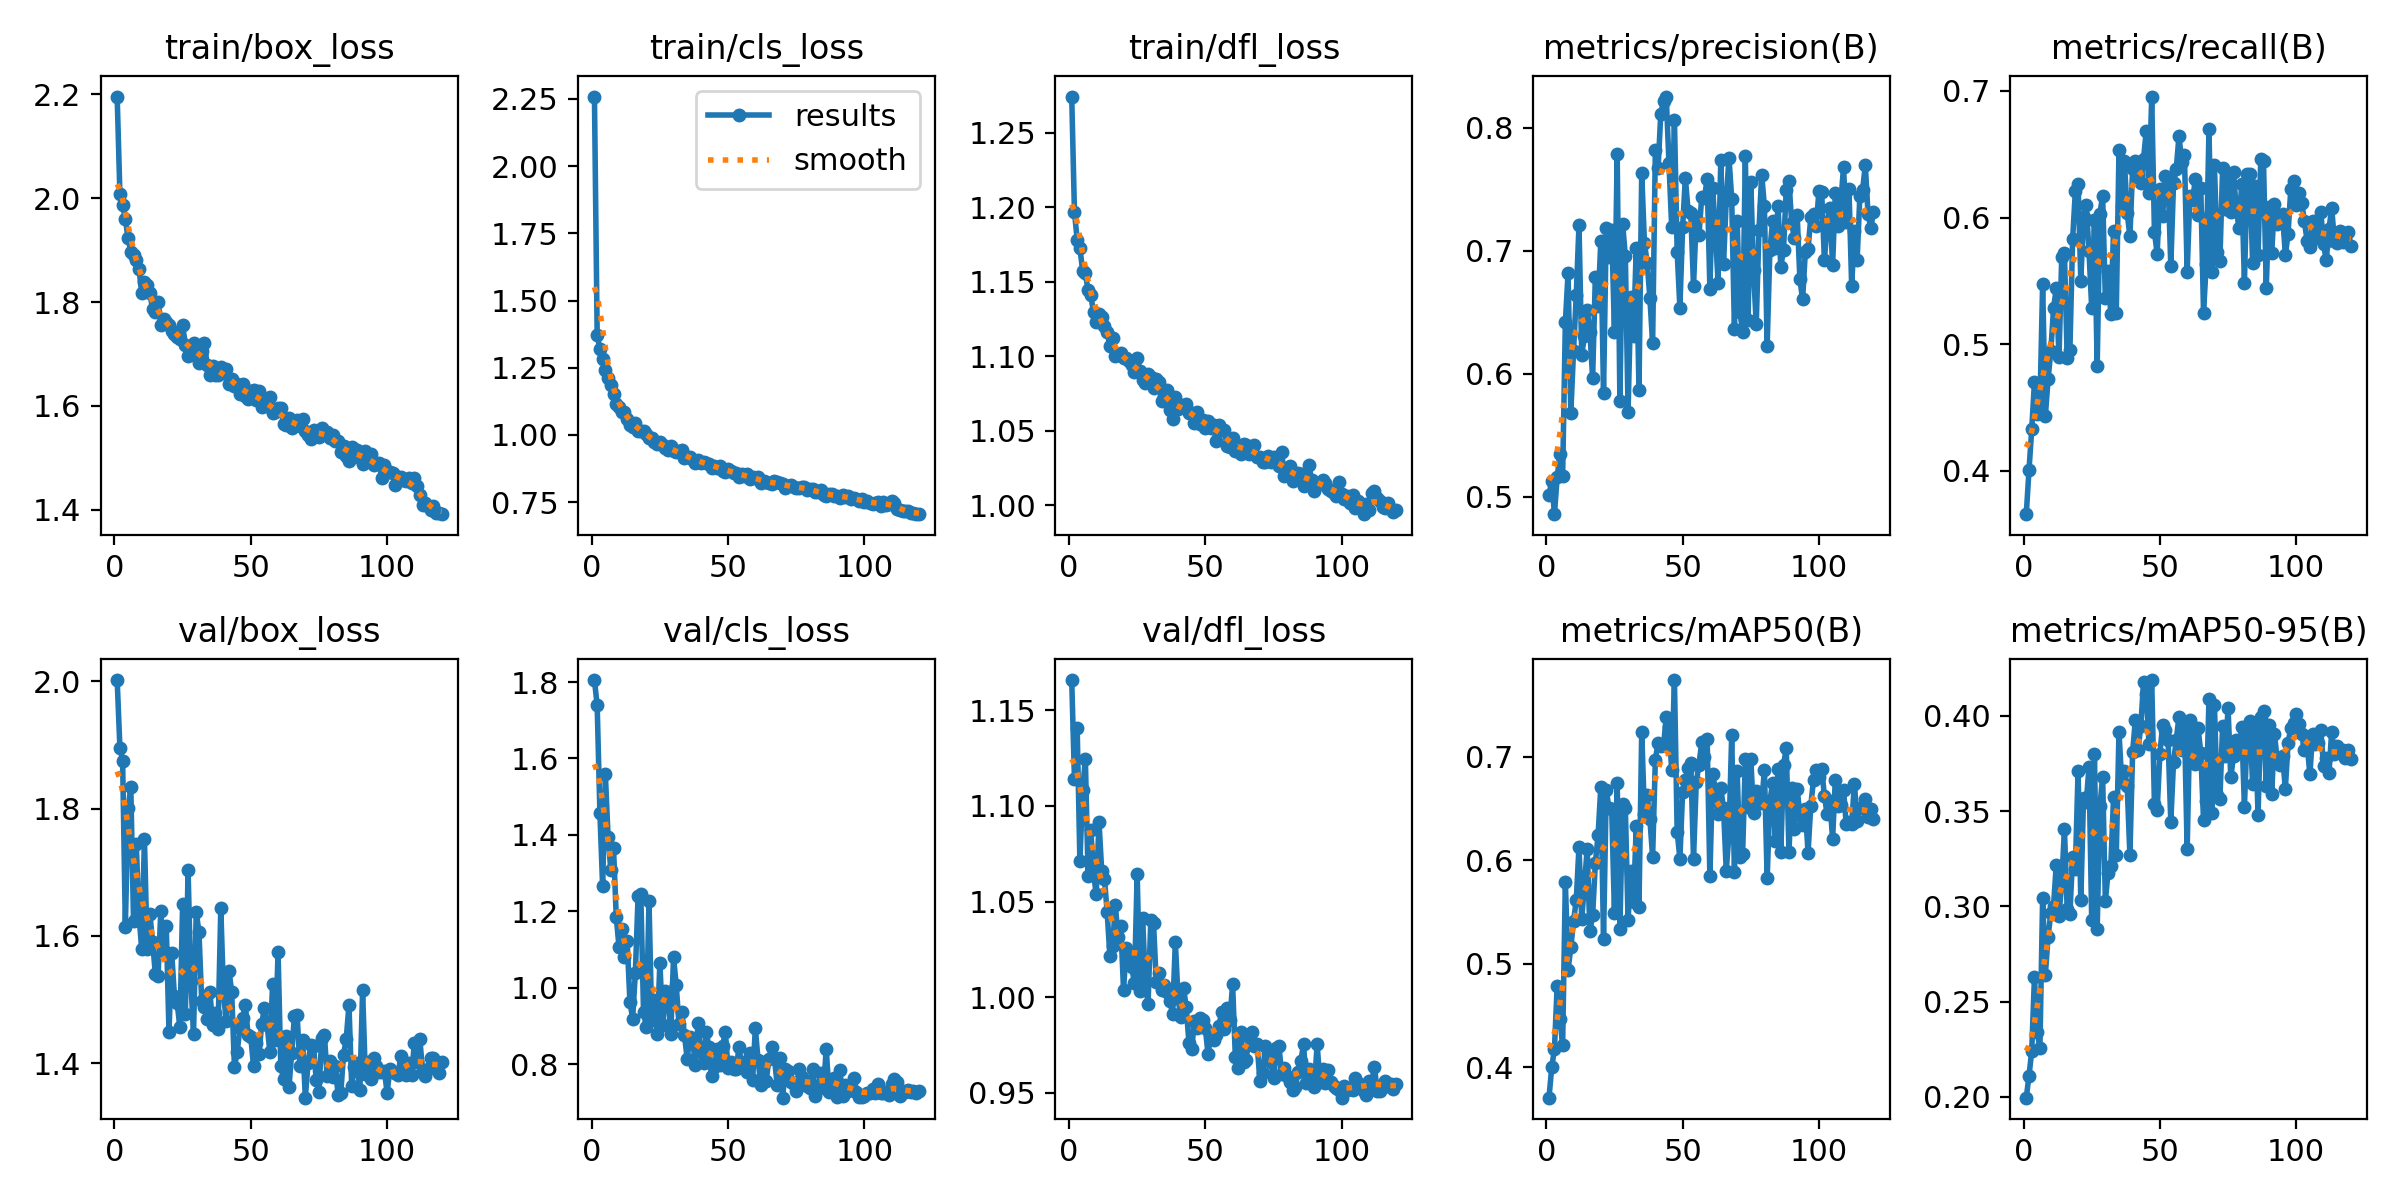 train/box_loss
2.2
2.0
1.8
1.6
1.4
0 50 100
train/cls_loss
results
smooth
2.25
2.00
1.75
1.50
1.25
1.00
0.75
0 50 100
train/dfl_loss
1.25
1.20
1.15
1.10
1.05
1.00
0 50 100
metrics/precision(B)
0.8
0.7
0.6
0.5
0 50 100
metrics/recall(B)
0.7
0.6
0.5
0.4
0 50 100
val/box_loss
2.0
1.8
1.6
1.4
0 50 100
val/cls_loss
1.8
1.6
1.4
1.2
1.0
0.8
0 50 100
val/dfl_loss
1.15
1.10
1.05
1.00
0.95
0 50 100
metrics/mAP50(B)
0.7
0.6
0.5
0.4
0 50 100
metrics/mAP50-95(B)
0.40
0.35
0.30
0.25
0.20
0 50 100